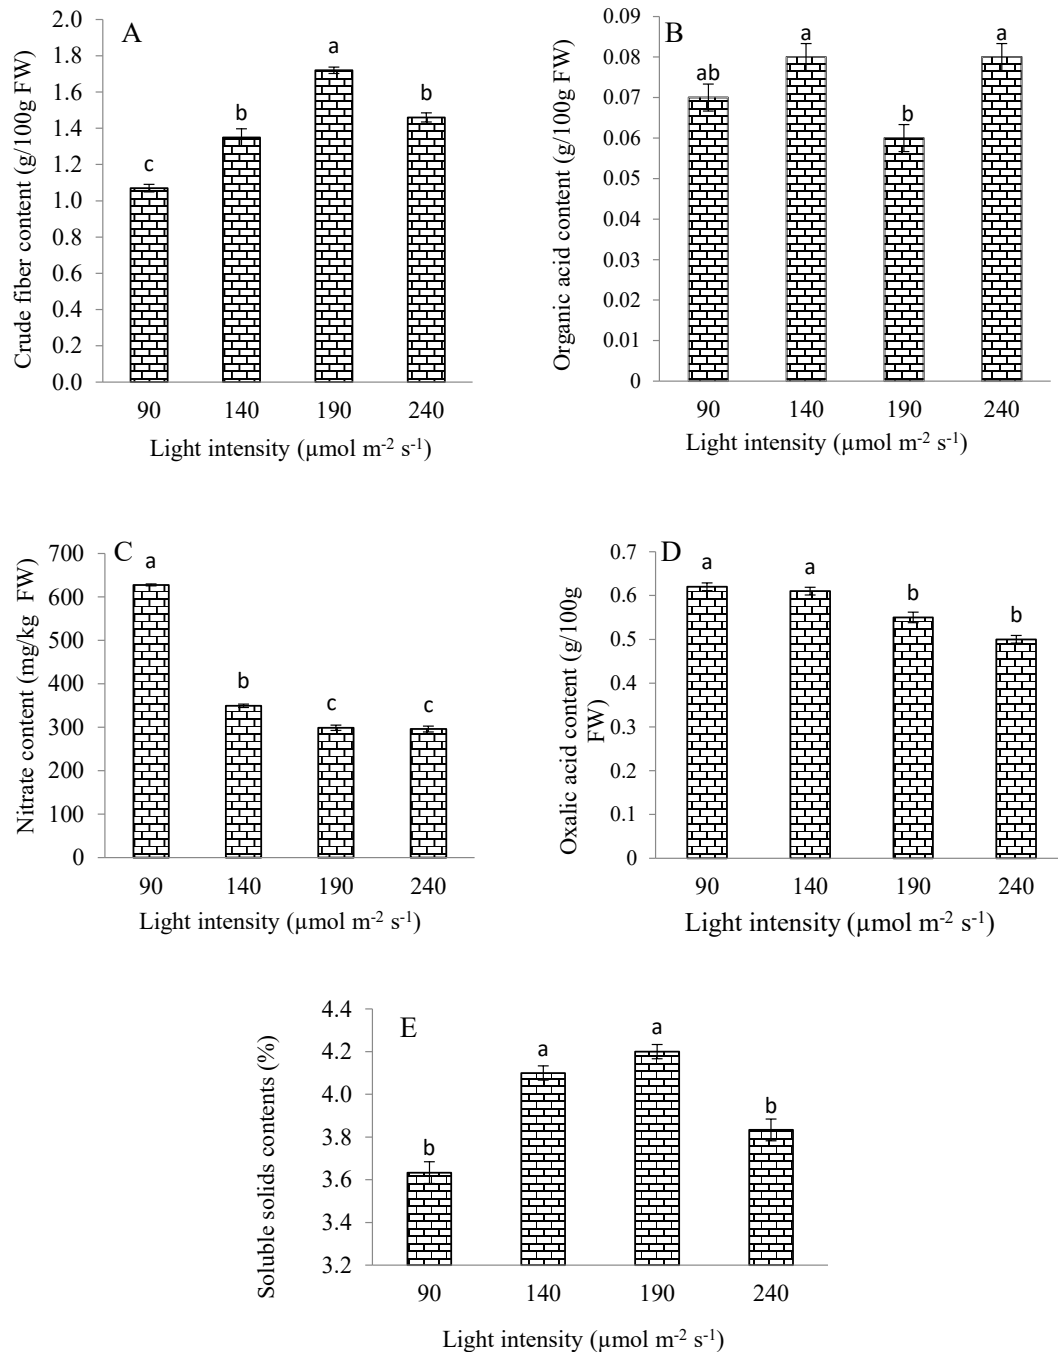 A
Crude fiber content (g/100g FW)
2.0
1.8
1.6
1.4
1.2
1.0
0.8
0.6
0.4
0.2
0.0
c
b
a
b
90 140 190 240
Light intensity (µmol m-2 s-1)
B
Organic acid content (g/100g FW)
0.09
0.08
0.07
0.06
0.05
0.04
0.03
0.02
0.01
0
ab
a
b
a
90 140 190 240
Light intensity (µmol m-2 s-1)
C
Nitrate content (mg/kg FW)
700
600
500
400
300
200
100
0
a
b
c
c
90 140 190 240
Light intensity (µmol m-2 s-1)
D
Oxalic acid content (g/100g
FW)
0.7
0.6
0.5
0.4
0.3
0.2
0.1
0
a
a
b
b
90 140 190 240
Light intensity (µmol m-2 s-1)
E
Soluble solids contents (%)
4.4
4.2
4.0
3.8
3.6
3.4
3.2
b
a
a
b
90 140 190 240
Light intensity (µmol m-2 s-1)